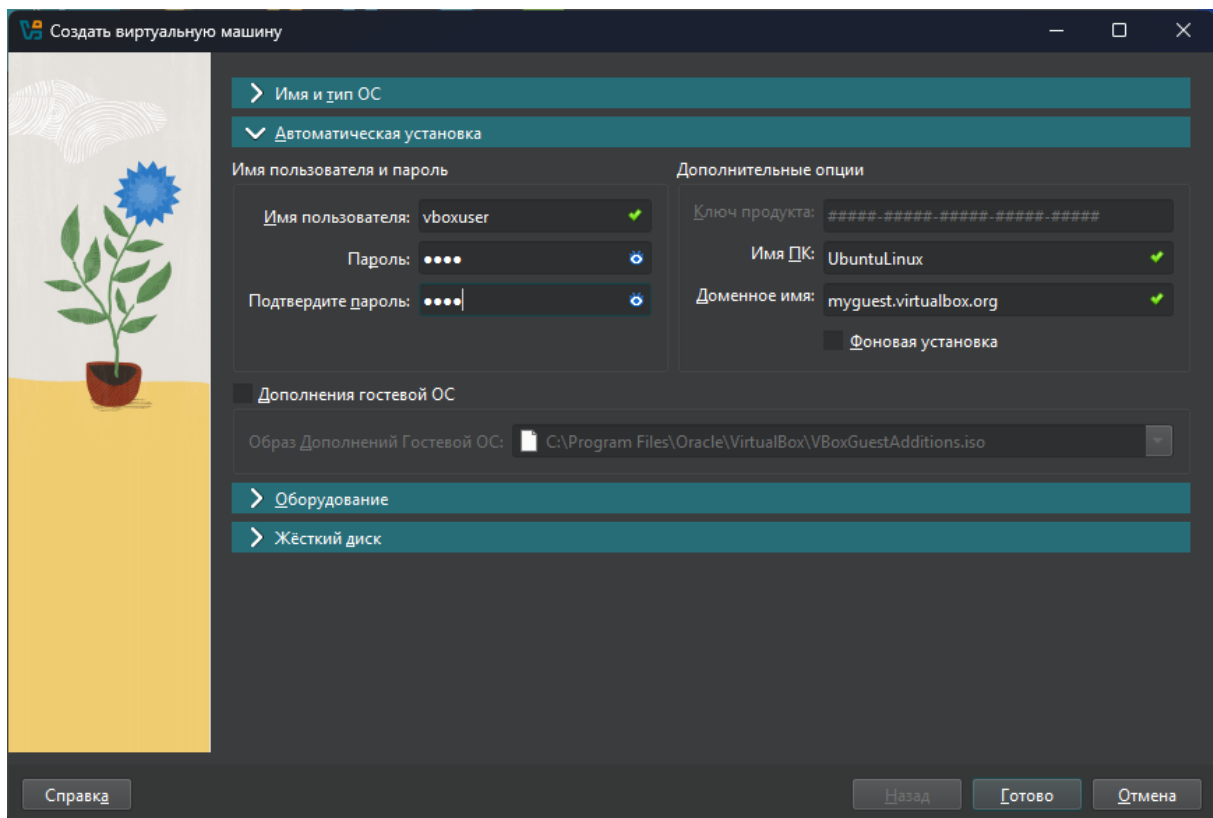 Создать виртуальную машину
Имя и тип ОС
Автоматическая установка
Имя пользователя и пароль
Имя пользователя: vboxuser
Пароль: ••••
Подтвердите пароль: ••••
Дополнительные опции
Ключ продукта: #####-#####-#####-#####-#####
Имя ПК: UbuntuLinux
Доменное имя: myguest.virtualbox.org
Фоновая установка
Дополнения гостевой ОС
Образ Дополнений Гостевой ОС: C:\Program Files\Oracle\VirtualBox\VBoxGuestAdditions.iso
Оборудование
Жёсткий диск
Справка
Назад
Готово
Отмена